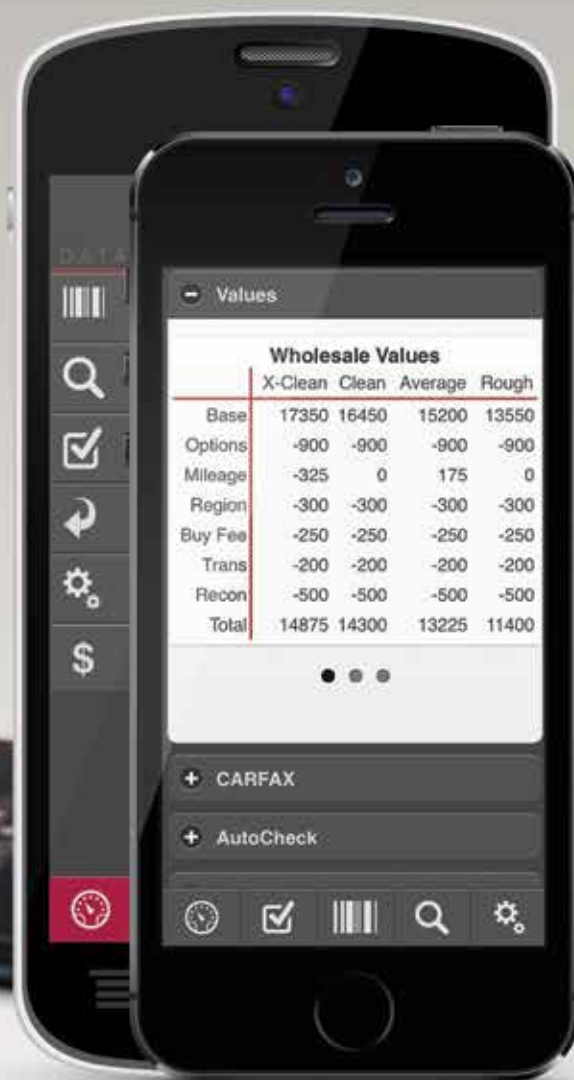 DATA
Values
Wholesale Values
X-Clean Clean Average Rough
Base 17350 16450 15200 13550
Options -900 -900 -900 -900
Mileage -325 0 175 0
Region -300 -300 -300 -300
Buy Fee -250 -250 -250 -250
Trans -200 -200 -200 -200
Recon -500 -500 -500 -500
Total 14875 14300 13225 11400
CARFAX
AutoCheck
$